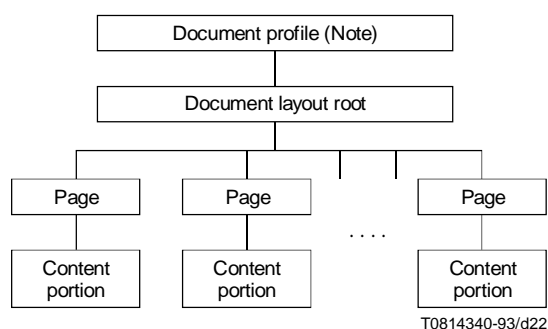 Document profile (Note)
Document layout root
Page Page Page
. . . .
Content Content Content
portion portion portion
T0814340-93/d22